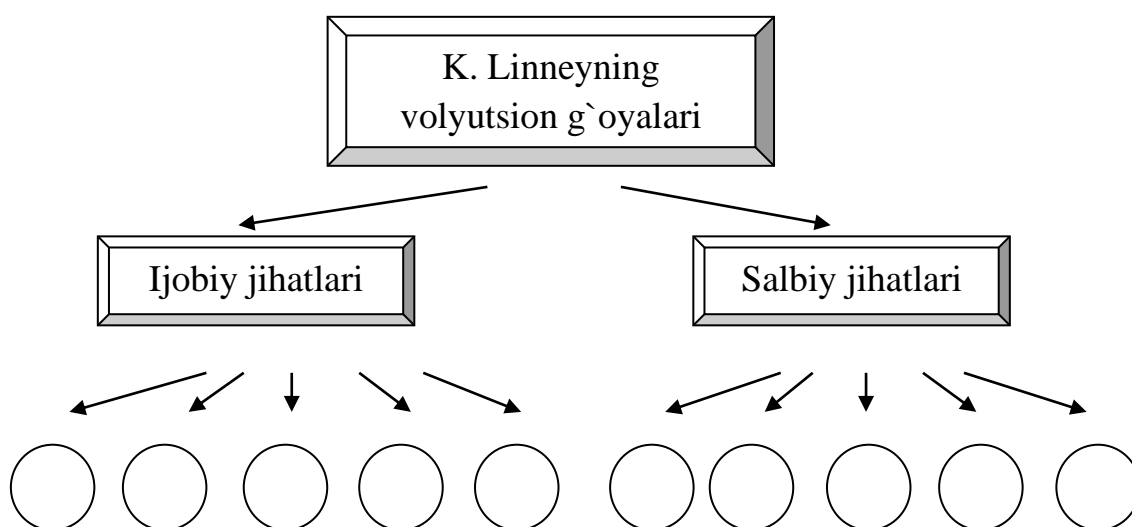 K. Linneyning
volyutsion g`oyalari
Ijobiy jihatlari
Salbiy jihatlari